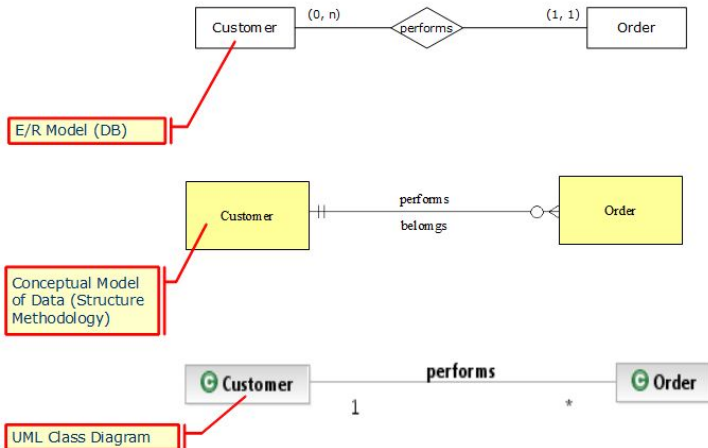 Customer (0, n) performs (1, 1) Order
E/R Model (DB)
performs
Customer Order
belomgs
Conceptual Model
of Data (Structure
Methodology)
performs
C Customer C Order
1 *
UML Class Diagram